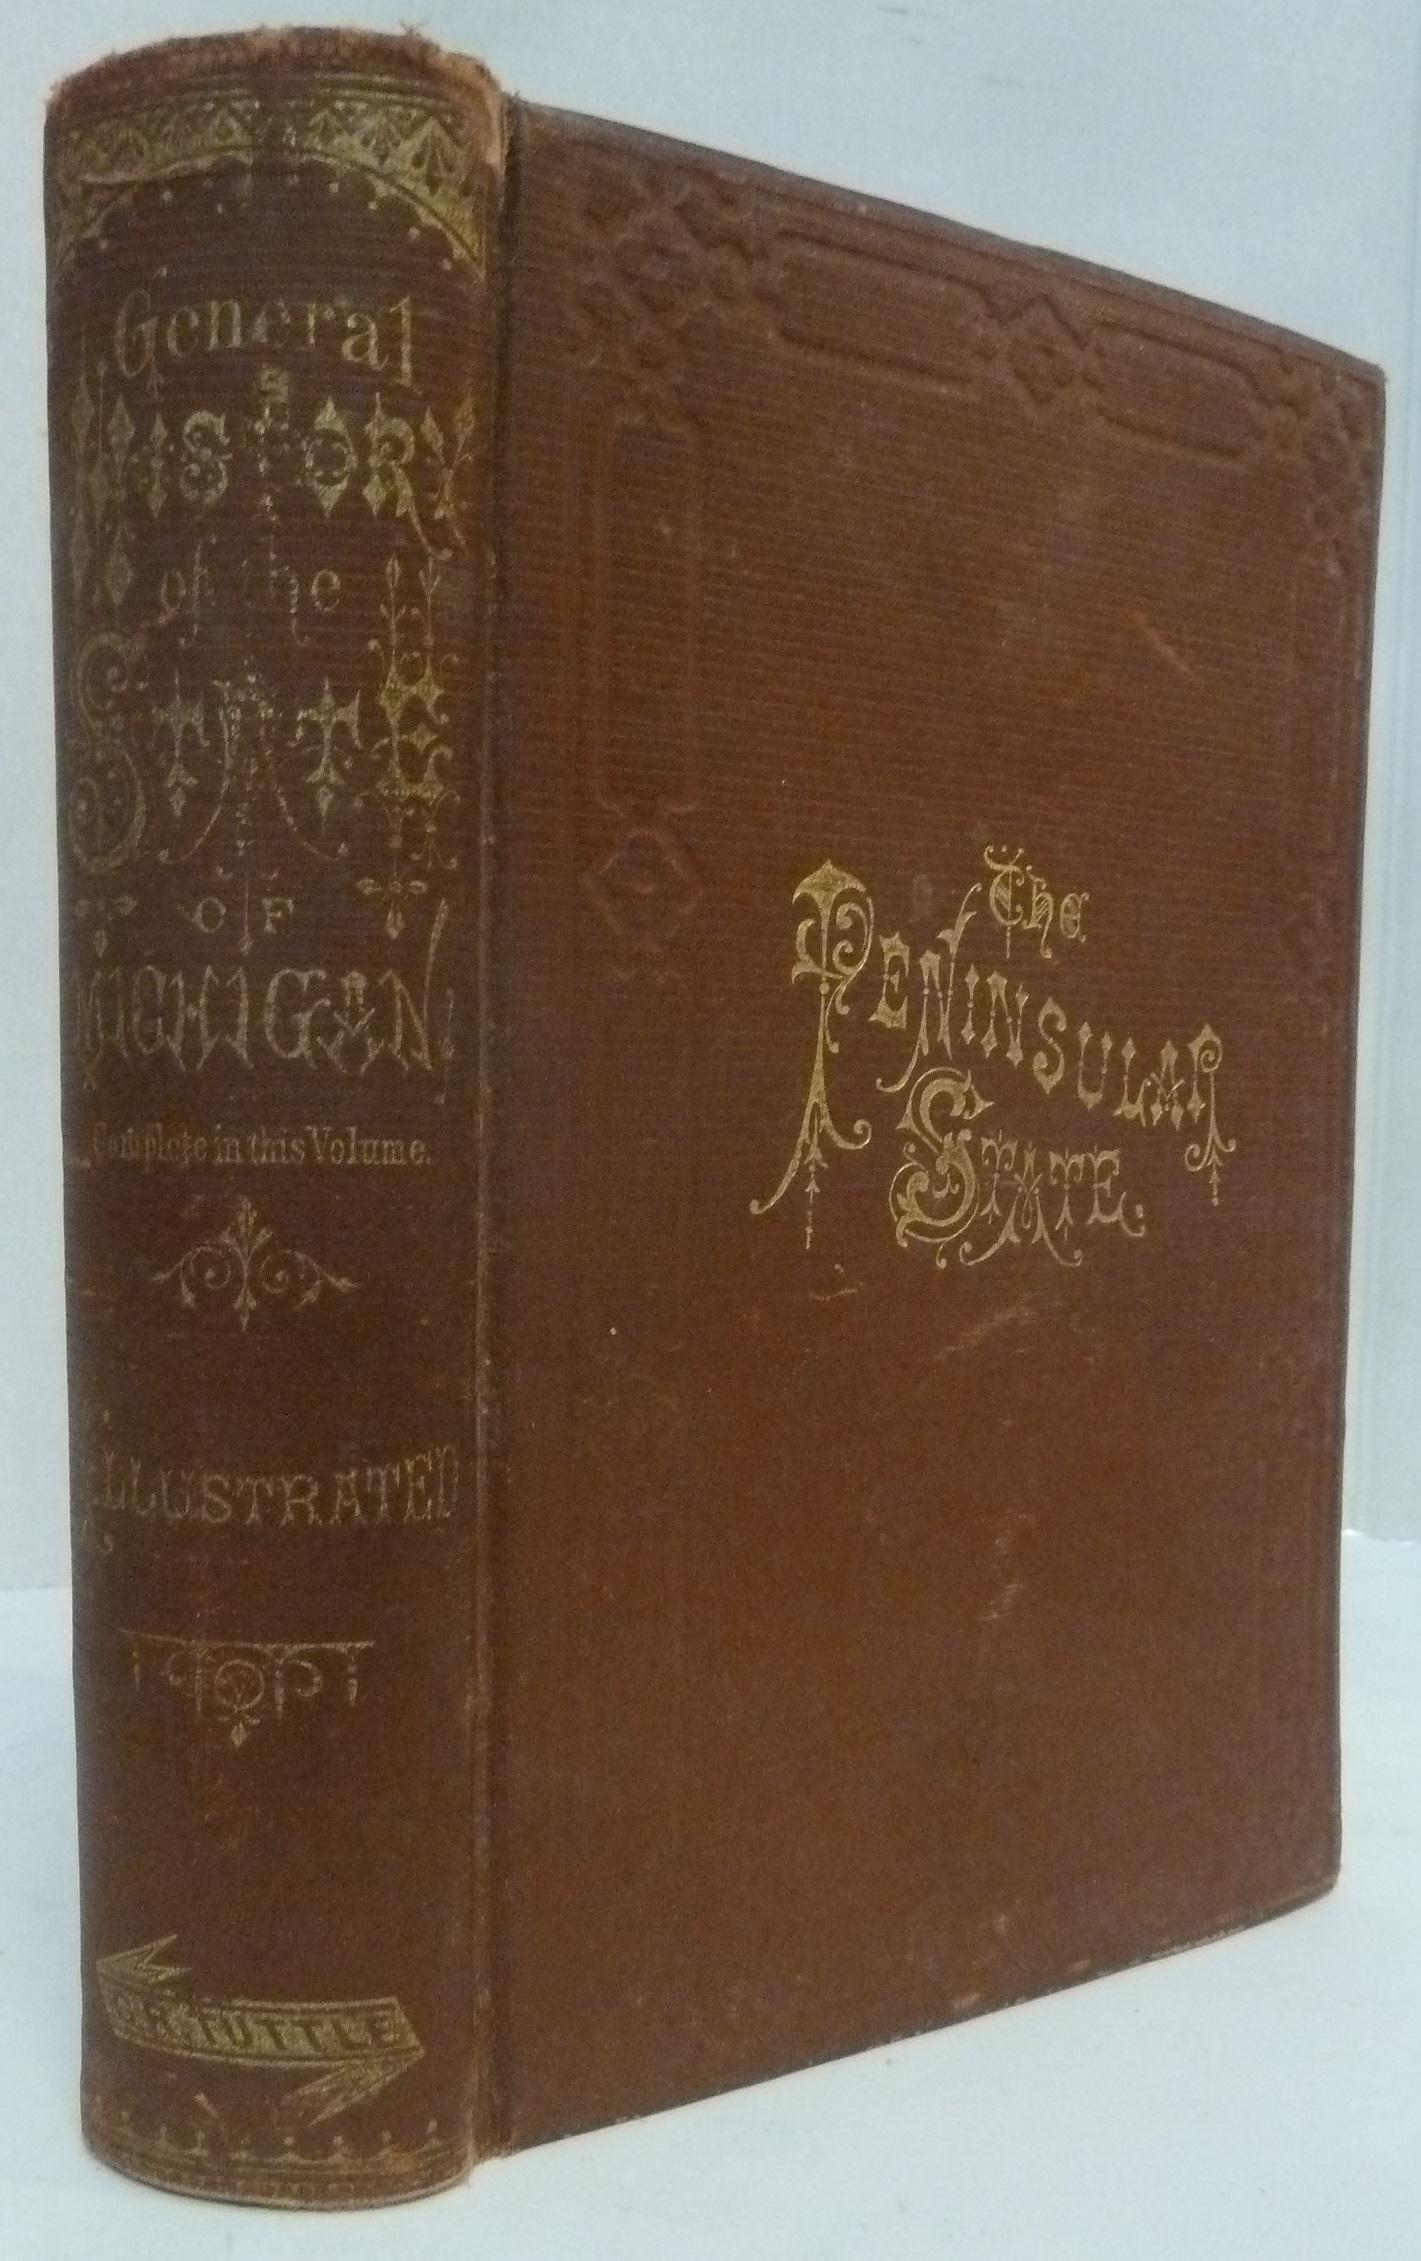 General
HISTORY
of the
STATE
OF
MICHIGAN
Complete in this Volume.
ILLUSTRATED
C.R. TUTTLE
The
PENINSULAR
STATE.